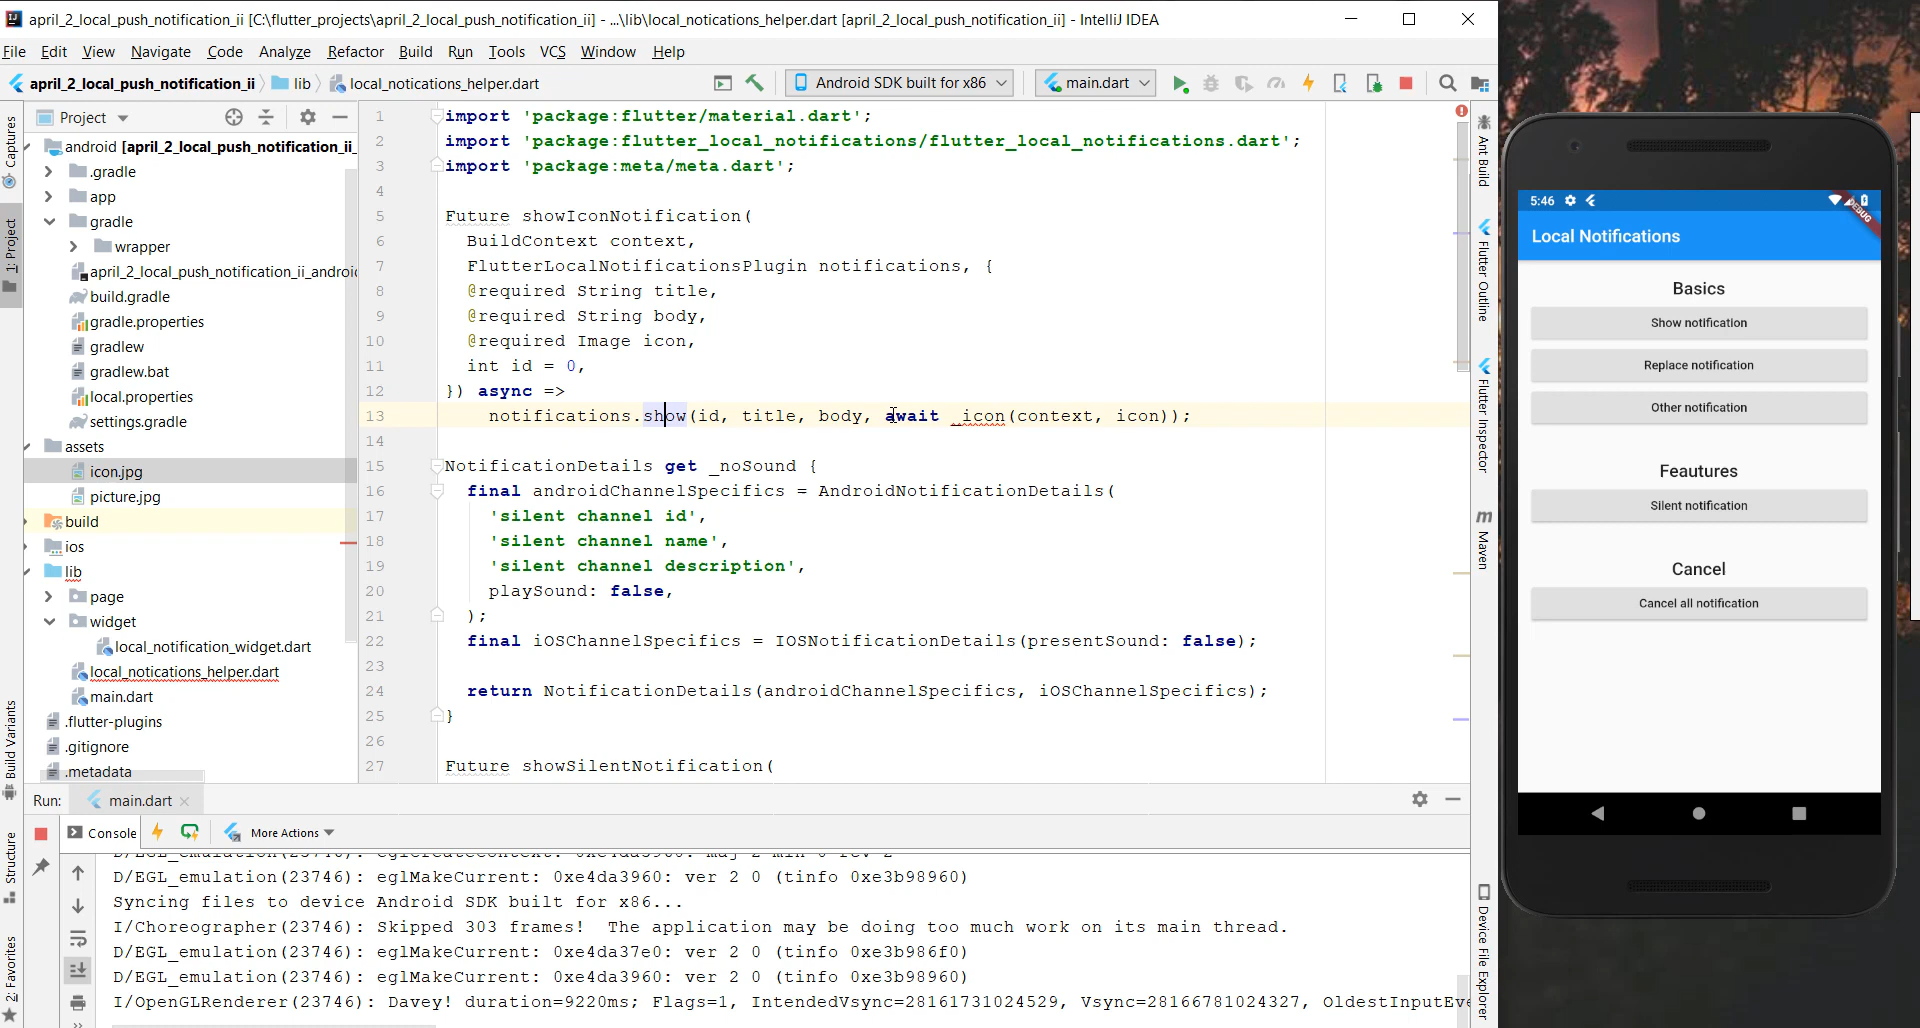 april_2_local_push_notification_ii [C:\flutter_projects\april_2_local_push_notification_ii] - ...\lib\local_notications_helper.dart [april_2_local_push_notification_ii] - IntelliJ IDEA
File Edit View Navigate Code Analyze Refactor Build Run Tools VCS Window Help
april_2_local_push_notification_ii lib local_notications_helper.dart Android SDK built for x86 main.dart
Captures
1: Project
Build Variants
Structure
2: Favorites
Project
android [april_2_local_push_notification_ii
.gradle
app
gradle
wrapper
april_2_local_push_notification_ii_androi
build.gradle
gradle.properties
gradlew
gradlew.bat
local.properties
settings.gradle
assets
icon.jpg
picture.jpg
build
ios
lib
page
widget
local_notification_widget.dart
local_notications_helper.dart
main.dart
.flutter-plugins
.gitignore
.metadata
1 import 'package:flutter/material.dart';
2 import 'package:flutter_local_notifications/flutter_local_notifications.dart';
3 import 'package:meta/meta.dart';
4
5 Future showIconNotification(
6 BuildContext context,
7 FlutterLocalNotificationsPlugin notifications, {
8 @required String title,
9 @required String body,
10 @required Image icon,
11 int id = 0,
12 }) async =>
13 notifications.show(id, title, body, await _icon(context, icon));
14
15 NotificationDetails get _noSound {
16 final androidChannelSpecifics = AndroidNotificationDetails(
17 'silent channel id',
18 'silent channel name',
19 'silent channel description',
20 playSound: false,
21 );
22 final iOSChannelSpecifics = IOSNotificationDetails(presentSound: false);
23
24 return NotificationDetails(androidChannelSpecifics, iOSChannelSpecifics);
25 }
26
27 Future showSilentNotification(
Ant Build
Flutter Outline
Flutter Inspector
m Maven
Device File Explorer
Run: main.dart
Console More Actions
D/EGL_emulation(23746): eglMakeCurrent: 0xe4da3960: ver 2 0 (tinfo 0xe3b98960)
Syncing files to device Android SDK built for x86...
I/Choreographer(23746): Skipped 303 frames! The application may be doing too much work on its main thread.
D/EGL_emulation(23746): eglMakeCurrent: 0xe4da37e0: ver 2 0 (tinfo 0xe3b986f0)
D/EGL_emulation(23746): eglMakeCurrent: 0xe4da3960: ver 2 0 (tinfo 0xe3b98960)
I/OpenGLRenderer(23746): Davey! duration=9220ms; Flags=1, IntendedVsync=28161731024529, Vsync=28166781024327, OldestInputEve
5:46
DEBUG
Local Notifications
Basics
Show notification
Replace notification
Other notification
Feautures
Silent notification
Cancel
Cancel all notification